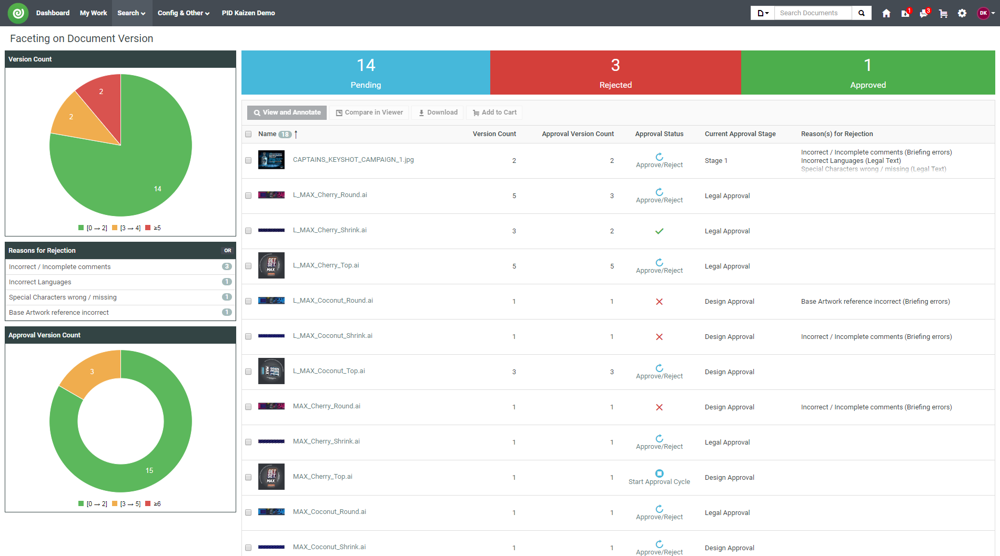 Dashboard My Work Search Config & Other PID Kaizen Demo Search Documents 1 3 DK
Faceting on Document Version
Version Count
2
2
14
[0 → 2] [3 → 4] ≥5
Reasons for Rejection OR
Incorrect / Incomplete comments 3
Incorrect Languages 1
Special Characters wrong / missing 1
Base Artwork reference incorrect 1
Approval Version Count
3
15
[0 → 2] [3 → 5] ≥6
14 3 1
Pending Rejected Approved
View and Annotate Compare in Viewer Download Add to Cart
Name 18 Version Count Approval Version Count Approval Status Current Approval Stage Reason(s) for Rejection
CAPTAINS_KEYSHOT_CAMPAIGN_1.jpg 2 2 Approve/Reject Stage 1 Incorrect / Incomplete comments (Briefing errors)
Incorrect Languages (Legal Text)
Special Characters wrong / missing (Legal Text)
L_MAX_Cherry_Round.ai 5 3 Approve/Reject Legal Approval
L_MAX_Cherry_Shrink.ai 3 2 Legal Approval
GET SET MAX L_MAX_Cherry_Top.ai 5 5 Approve/Reject Legal Approval
L_MAX_Coconut_Round.ai 1 1 Design Approval Base Artwork reference incorrect (Briefing errors)
L_MAX_Coconut_Shrink.ai 1 1 Design Approval Incorrect / Incomplete comments (Briefing errors)
GET SET MAX L_MAX_Coconut_Top.ai 3 3 Approve/Reject Design Approval
MAX_Cherry_Round.ai 1 1 Design Approval Incorrect / Incomplete comments (Briefing errors)
MAX_Cherry_Shrink.ai 1 1 Approve/Reject Legal Approval
GET SET MAX MAX_Cherry_Top.ai 1 1 Start Approval Cycle Design Approval
MAX_Coconut_Round.ai 1 1 Approve/Reject Legal Approval
MAX_Coconut_Shrink.ai 1 1 Approve/Reject Design Approval